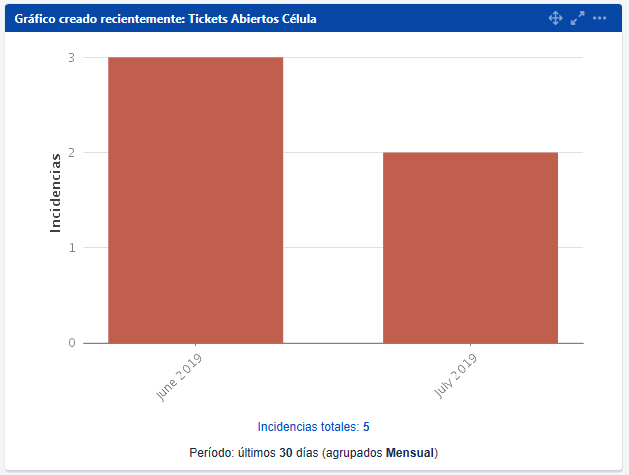 Gráfico creado recientemente: Tickets Abiertos Célula
3
2
1
0
Incidencias
June 2019
July 2019
Incidencias totales: 5
Período: últimos 30 días (agrupados Mensual)